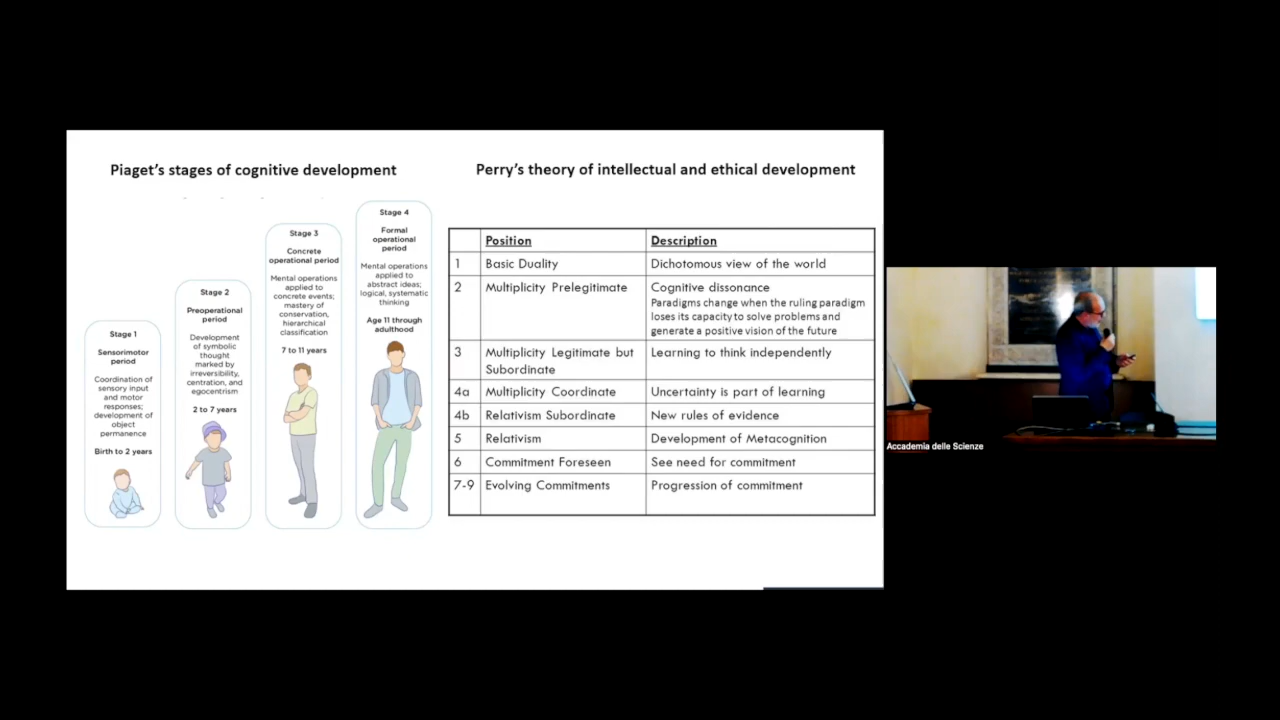 Piaget's stages of cognitive development
Stage 1
Sensorimotor
period
Coordination of
sensory input
and motor
responses;
development of
object
permanence
Birth to 2 years
Stage 2
Preoperational
period
Development
of symbolic
thought
marked by
irreversibility,
centration, and
egocentrism
2 to 7 years
Stage 3
Concrete
operational period
Mental operations
applied to
concrete events;
mastery of
conservation,
hierarchical
classification
7 to 11 years
Stage 4
Formal
operational
period
Mental operations
applied to
abstract ideas;
logical, systematic
thinking
Age 11 through
adulthood
Perry's theory of intellectual and ethical development
Position Description
1 Basic Duality Dichotomous view of the world
2 Multiplicity Prelegitimate Cognitive dissonance
Paradigms change when the ruling paradigm
loses its capacity to solve problems and
generate a positive vision of the future
3 Multiplicity Legitimate but Learning to think independently
Subordinate
4a Multiplicity Coordinate Uncertainty is part of learning
4b Relativism Subordinate New rules of evidence
5 Relativism Development of Metacognition
6 Commitment Foreseen See need for commitment
7-9 Evolving Commitments Progression of commitment
Accademia delle Scienze